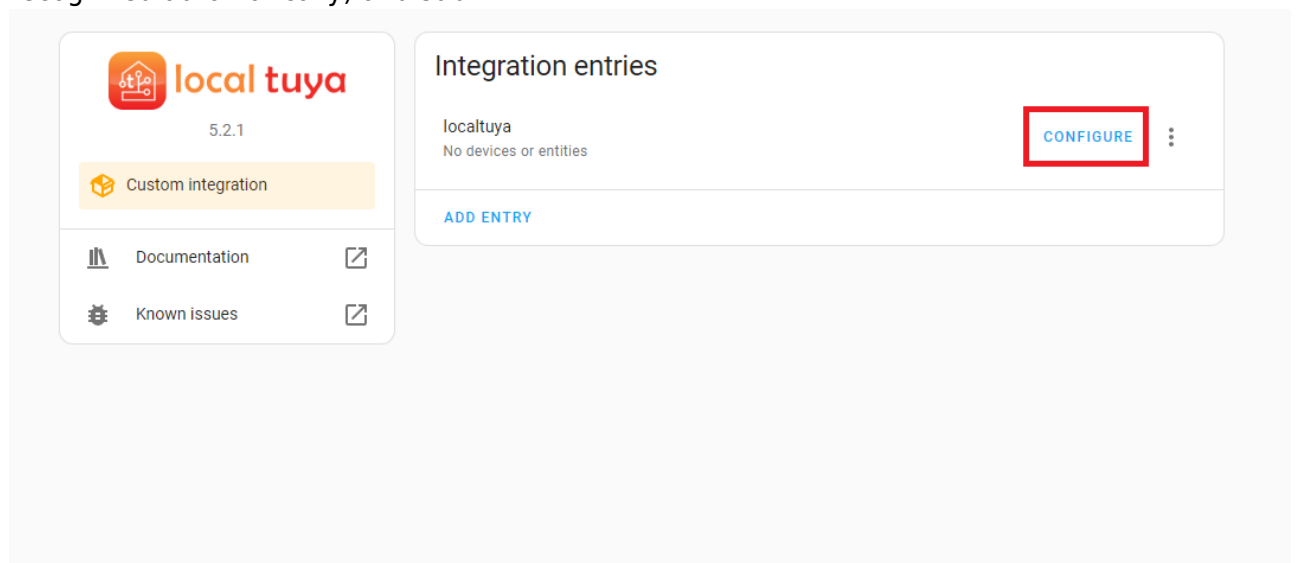 local tuya
5.2.1
Custom integration
Documentation
Known issues
Integration entries
localtuya
No devices or entities
CONFIGURE
ADD ENTRY